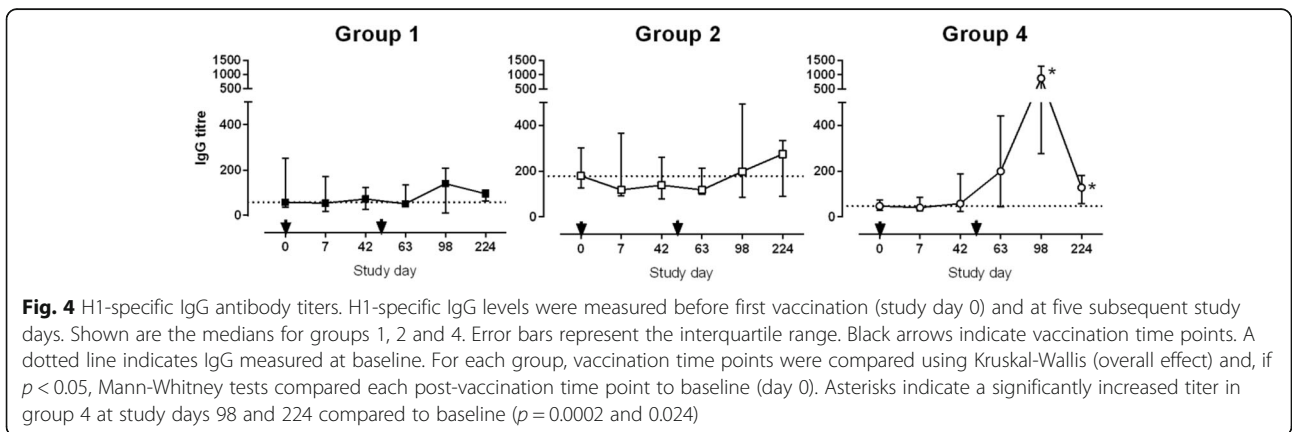 Group 1
Group 2
Group 4
IgG titre
1500
1000
500
400
200
0
0 7 42 63 98 224
Study day
1500
1000
500
400
200
0
0 7 42 63 98 224
Study day
1500
1000
500
400
200
0
*
*
0 7 42 63 98 224
Study day
Fig. 4 H1-specific IgG antibody titers. H1-specific IgG levels were measured before first vaccination (study day 0) and at five subsequent study
days. Shown are the medians for groups 1, 2 and 4. Error bars represent the interquartile range. Black arrows indicate vaccination time points. A
dotted line indicates IgG measured at baseline. For each group, vaccination time points were compared using Kruskal-Wallis (overall effect) and, if
p < 0.05, Mann-Whitney tests compared each post-vaccination time point to baseline (day 0). Asterisks indicate a significantly increased titer in
group 4 at study days 98 and 224 compared to baseline (p = 0.0002 and 0.024)